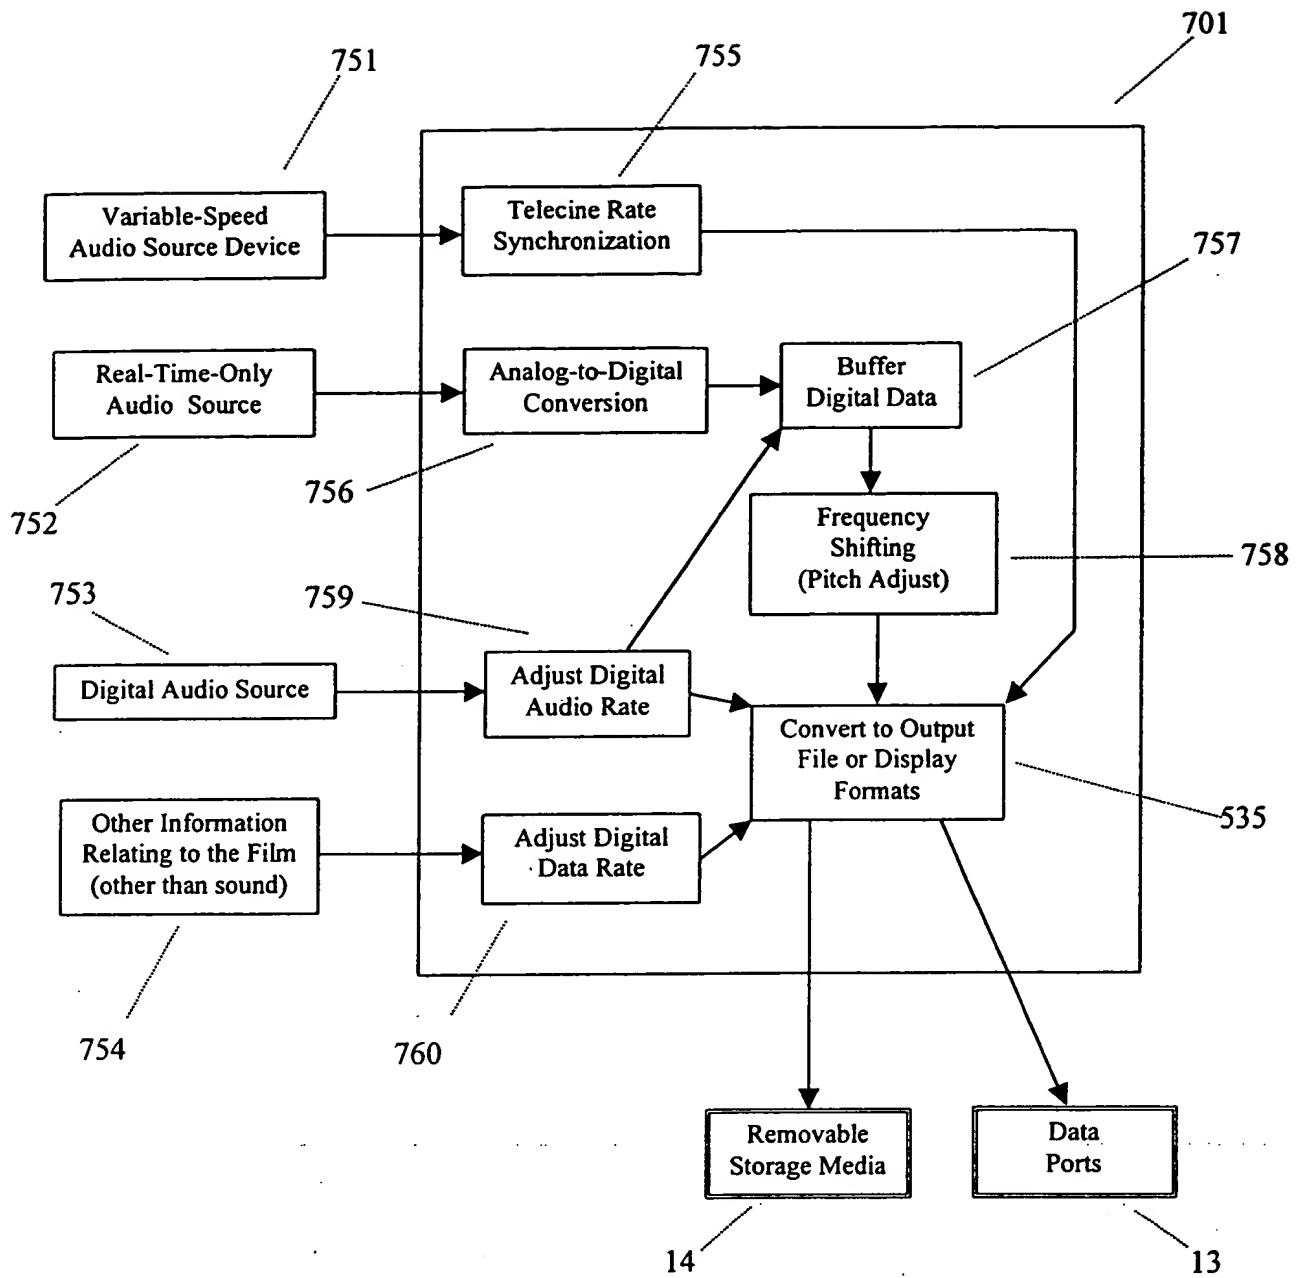 701
751
755
Variable-Speed
Audio Source Device
Telecine Rate
Synchronization
757
Real-Time-Only
Audio Source
Analog-to-Digital
Conversion
Buffer
Digital Data
756
752
Frequency
Shifting
(Pitch Adjust)
758
753
759
Digital Audio Source
Adjust Digital
Audio Rate
Convert to Output
File or Display
Formats
535
Other Information
Relating to the Film
(other than sound)
Adjust Digital
Data Rate
754
760
Removable
Storage Media
Data
Ports
14
13